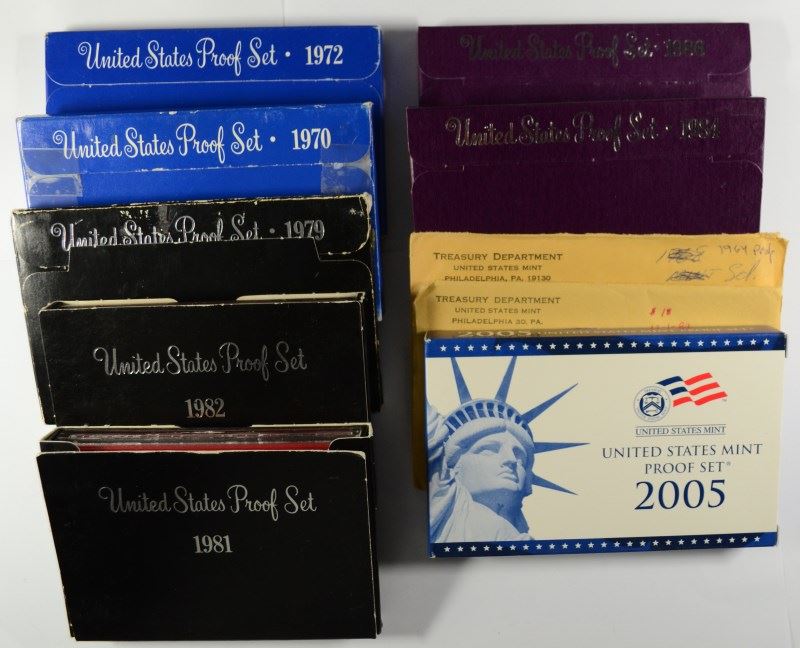 United States Proof Set · 1972
United States Proof Set · 1970
United States Proof Set · 1979
United States Proof Set
1982
United States Proof Set
1981
United States Proof Set · 1986
United States Proof Set · 1984
TREASURY DEPARTMENT
UNITED STATES MINT
PHILADELPHIA, PA. 19130
1964 Proof
Set
TREASURY DEPARTMENT
UNITED STATES MINT
PHILADELPHIA 30, PA.
$ 18
UNITED STATES MINT
UNITED STATES MINT
PROOF SET®
2005